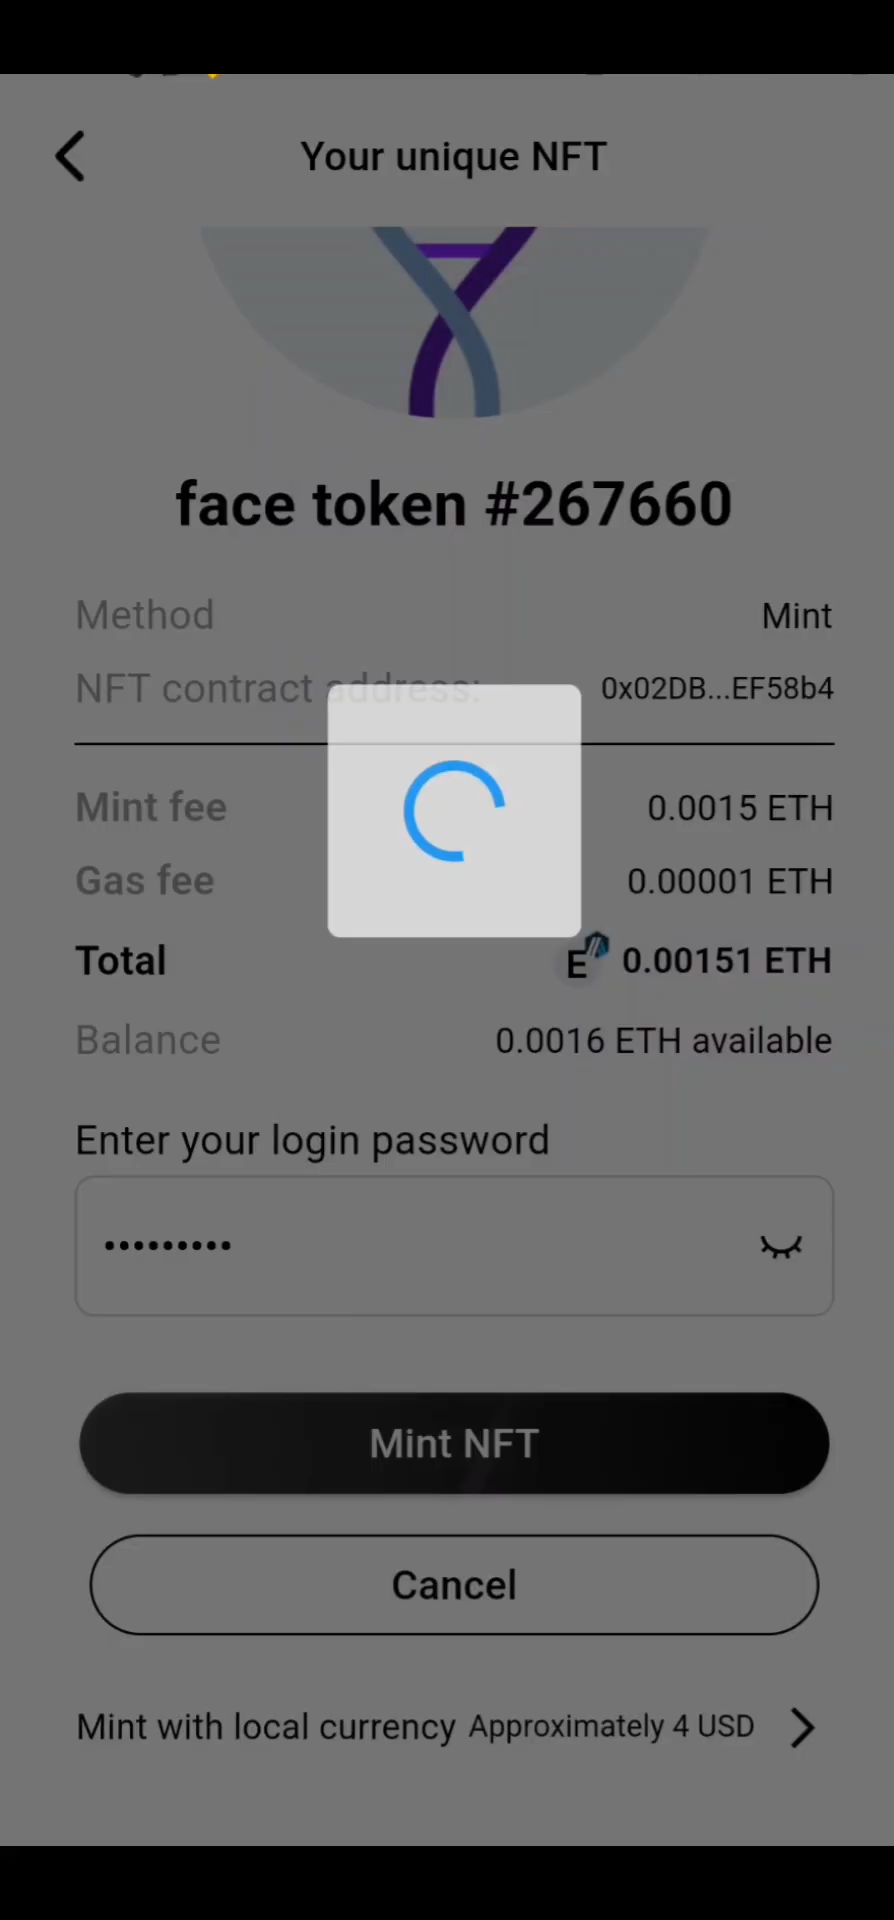 Your unique NFT
face token #267660
Method Mint
NFT contract address: 0x02DB...EF58b4
Mint fee 0.0015 ETH
Gas fee 0.00001 ETH
Total E 0.00151 ETH
Balance 0.0016 ETH available
Enter your login password
•••••••••
Mint NFT
Cancel
Mint with local currency Approximately 4 USD